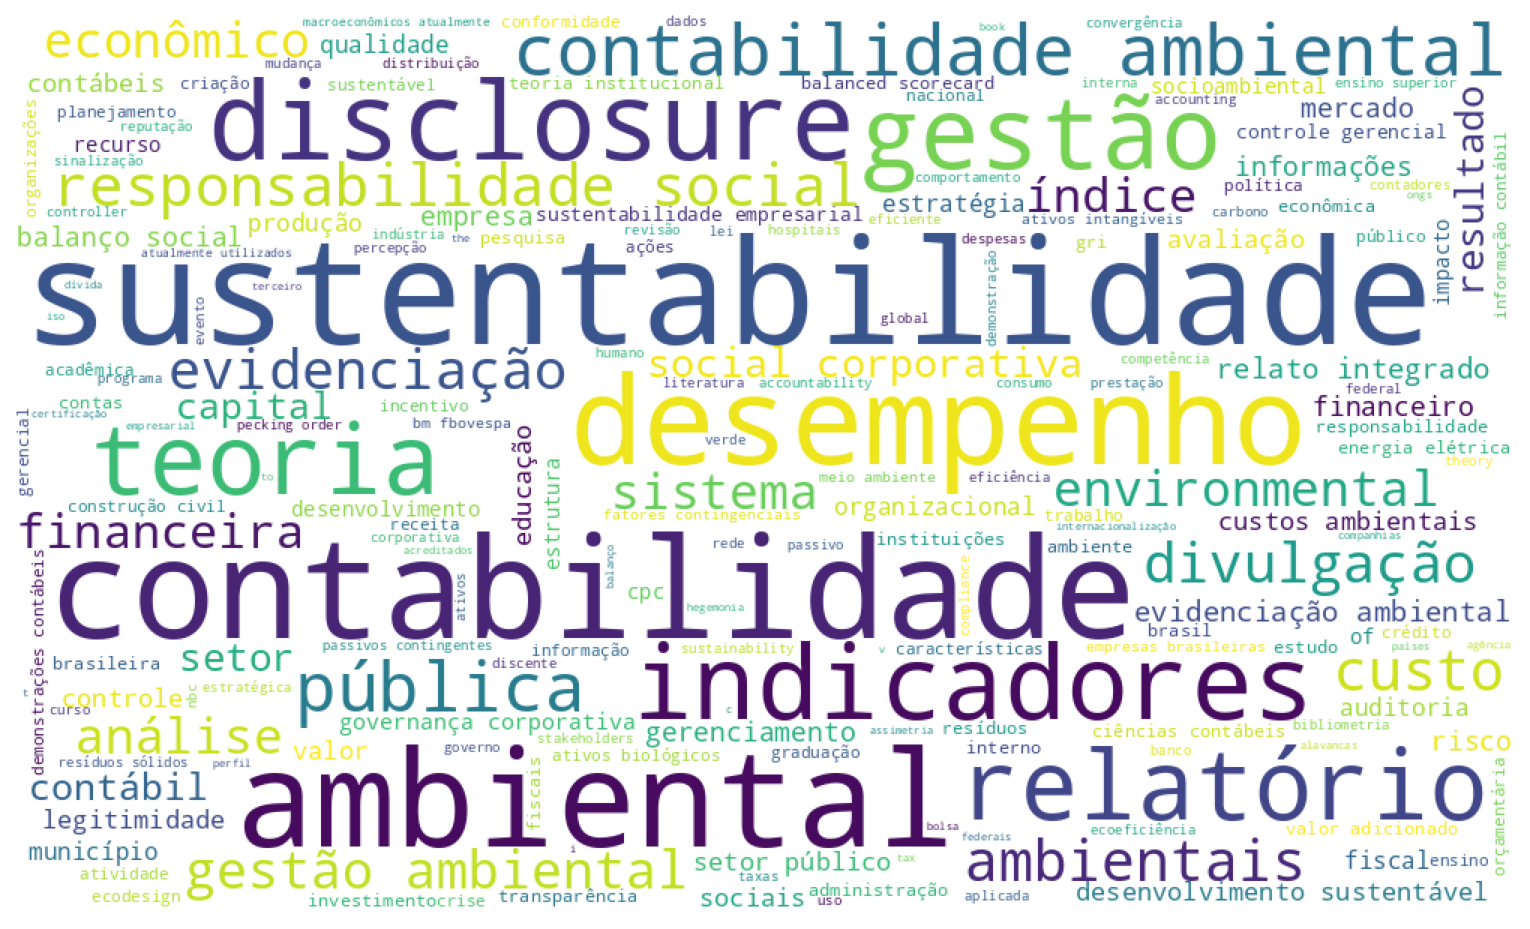 macroeconômicos atualmente
conformidade
dados
book
convergência
econômico
qualidade
contabilidade ambiental
mudança
distribuição
contábeis
criação
sustentável
teoria institucional
balanced scorecard
interna
socioambiental
ensino superior
disclosure
nacional
gestão
accounting
mercado
resultado
planejamento
reputação
organizações
recurso
controle gerencial
sinalização
informações
informação contábil
responsabilidade social
comportamento
índice
política
contadores
controller
produção
empresa
sustentabilidade empresarial
estratégia
ativos intangíveis
carbono
econômica
ongs
eficiente
balanço social
indústria
the
pesquisa
revisão
lei
hospitais
despesas
gri
avaliação
público
atualmente utilizados
percepção
ações
impacto
sustentabilidade
demonstração
dívida
terceiro
iso
evento
global
evidenciação
humano
social corporativa
competência
relato integrado
acadêmica
programa
literatura
accountability
consumo
prestação
federal
contas
capital
incentivo
desempenho
financeiro
certificação
empresarial
pecking order
bm fbovespa
responsabilidade
teoria
educação
verde
energia elétrica
gerencial
to
estrutura
sistema
meio ambiente
eficiência
theory
environmental
construção civil
desenvolvimento
fatores contingenciais
organizacional
trabalho
financeira
receita
internacionalização
custos ambientais
corporativa
acreditados
rede
passivo
instituições
ambiente
companhias
contabilidade
balanço
divulgação
demonstrações contábeis
ativos
cpc
hegemonia
compliance
evidenciação ambiental
brasil
of
crédito
setor
passivos contingentes
informação
sustainability
v
características
empresas brasileiras
estudo
países
agência
brasileira
discente
pública
indicadores
custo
t
controle
nbc
estratégica
curso
auditoria
análise
governança corporativa
c
gerenciamento
assimetria
resíduos
ciências contábeis
bibliometria
stakeholders
risco
valor
governo
ativos biológicos
graduação
interno
banco
alavancas
resíduos sólidos
perfil
contábil
ambiental
fiscais
relatório
orçamentária
legitimidade
bolsa
federais
ecoeficiência
valor adicionado
município
i
setor público
tax
ambientais
fiscal
ensino
atividade
gestão ambiental
taxas
administração
aplicada
desenvolvimento sustentável
ecodesign
investimento
crise
transparência
sociais
uso